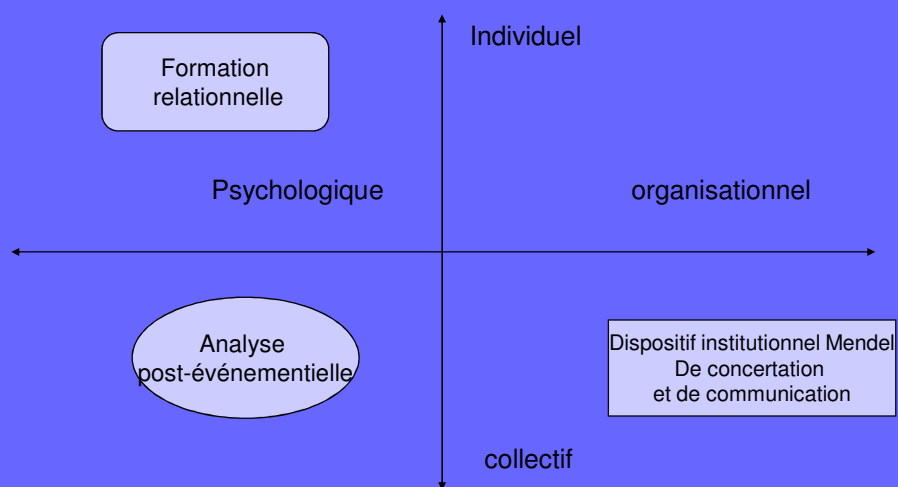 Individuel
Formation
relationnelle
Psychologique
organisationnel
Analyse
post-événementielle
Dispositif institutionnel Mendel
De concertation
et de communication
collectif